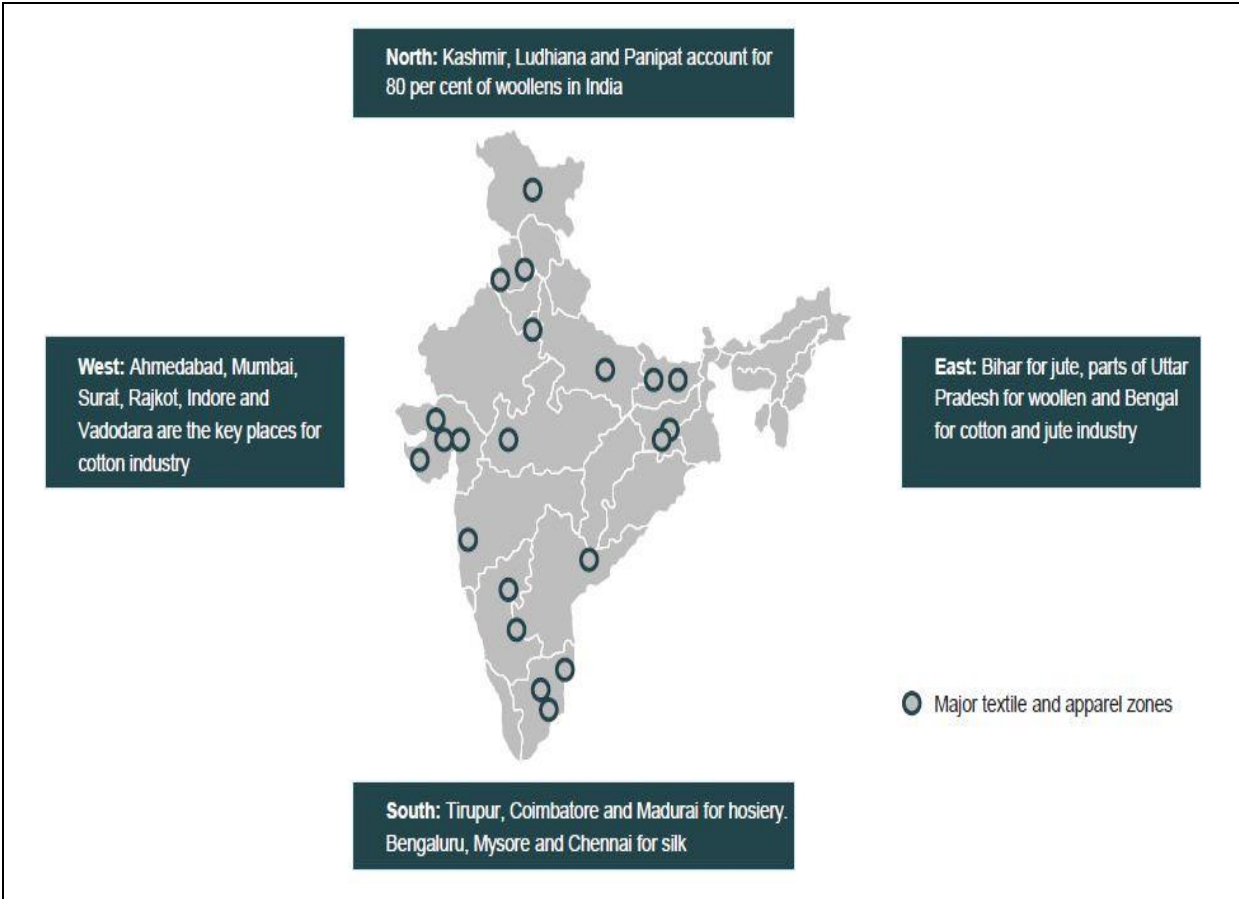 North: Kashmir, Ludhiana and Panipat account for
80 per cent of woollens in India
West: Ahmedabad, Mumbai,
Surat, Rajkot, Indore and
Vadodara are the key places for
cotton industry
East: Bihar for jute, parts of Uttar
Pradesh for woollen and Bengal
for cotton and jute industry
Major textile and apparel zones
South: Tirupur, Coimbatore and Madurai for hosiery.
Bengaluru, Mysore and Chennai for silk